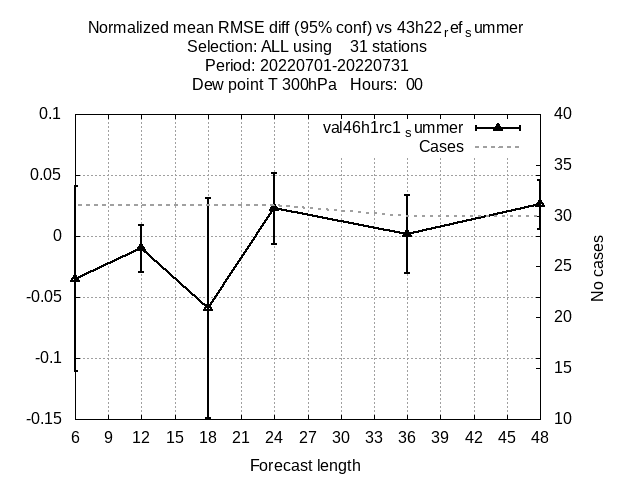 Normalized mean RMSE diff (95% conf) vs 43h22refsummer
Selection: ALL using 31 stations
Period: 20220701-20220731
Dew point T 300hPa Hours: 00
0.1
0.05
0
-0.05
-0.1
-0.15
val46h1rc1summer
Cases
40
35
30
25
20
15
10
No cases
6 9 12 15 18 21 24 27 30 33 36 39 42 45 48
Forecast length